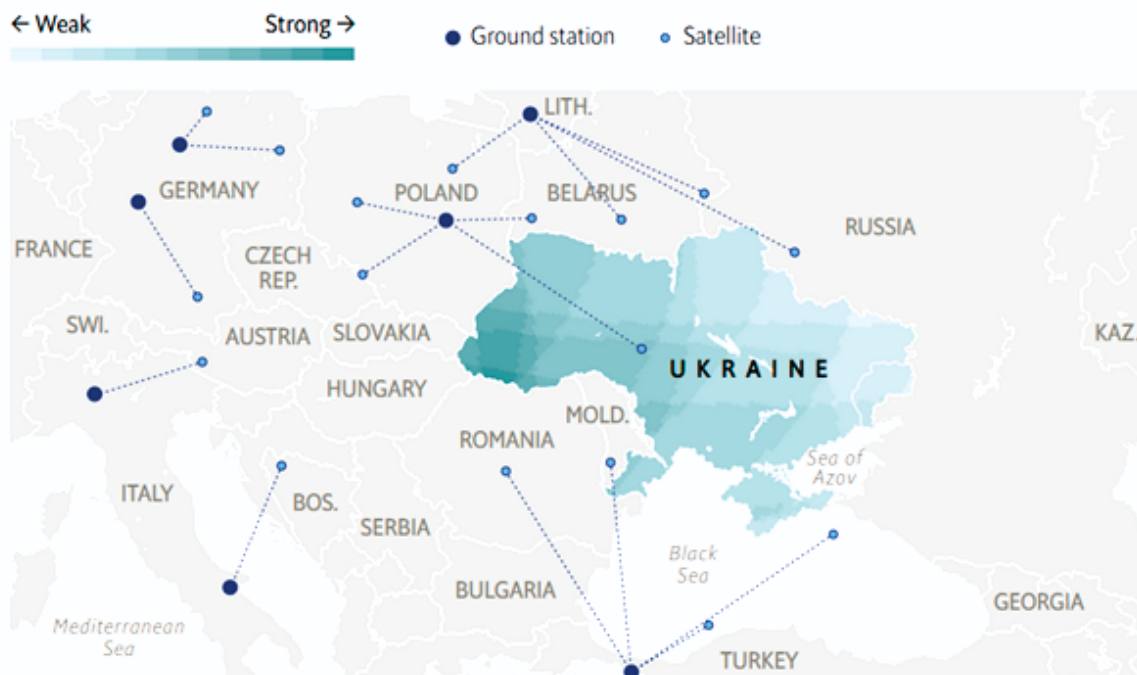 ← Weak Strong →
Ground station
Satellite
LITH.
GERMANY
POLAND
BELARUS
RUSSIA
FRANCE
CZECH
REP.
SWI.
AUSTRIA
SLOVAKIA
KAZ.
UKRAINE
HUNGARY
MOLD.
ROMANIA
Sea of
Azov
ITALY
BOS.
SERBIA
Black
Sea
BULGARIA
GEORGIA
Mediterranean
Sea
TURKEY